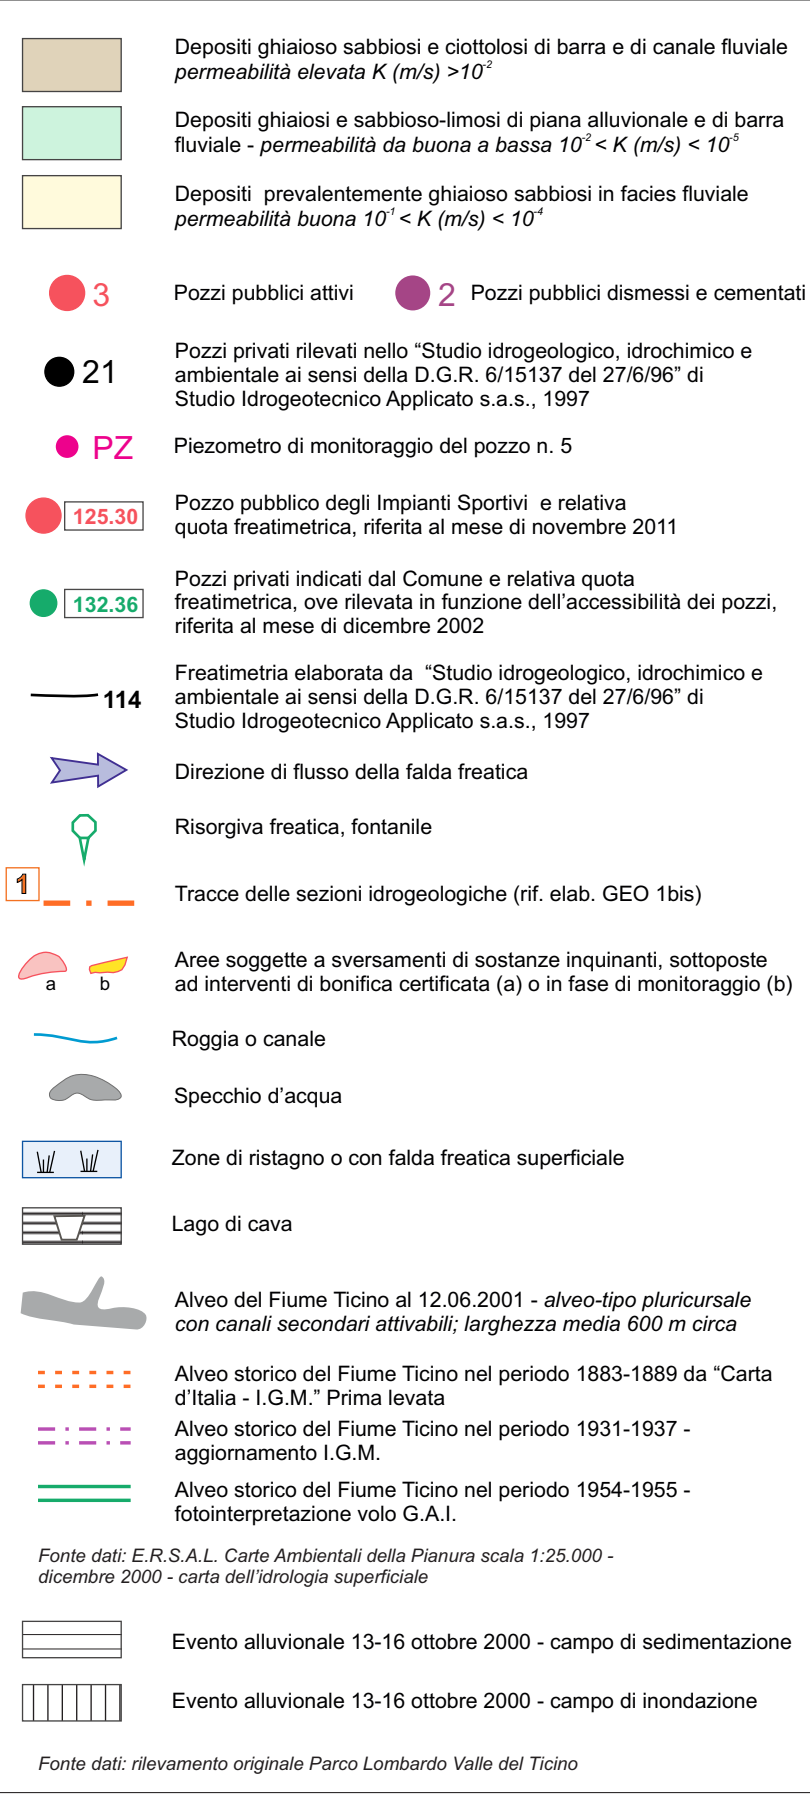 Depositi ghiaioso sabbiosi e ciottolosi di barra e di canale fluviale
permeabilità elevata K (m/s) >10⁻²
Depositi ghiaiosi e sabbioso-limosi di piana alluvionale e di barra
fluviale - permeabilità da buona a bassa 10⁻² < K (m/s) < 10⁻⁵
Depositi prevalentemente ghiaioso sabbiosi in facies fluviale
permeabilità buona 10⁻¹ < K (m/s) < 10⁻⁴
3 Pozzi pubblici attivi 2 Pozzi pubblici dismessi e cementati
Pozzi privati rilevati nello “Studio idrogeologico, idrochimico e
21 ambientale ai sensi della D.G.R. 6/15137 del 27/6/96” di
Studio Idrogeotecnico Applicato s.a.s., 1997
PZ Piezometro di monitoraggio del pozzo n. 5
Pozzo pubblico degli Impianti Sportivi e relativa
125.30 quota freatimetrica, riferita al mese di novembre 2011
Pozzi privati indicati dal Comune e relativa quota
132.36 freatimetrica, ove rilevata in funzione dell’accessibilità dei pozzi,
riferita al mese di dicembre 2002
Freatimetria elaborata da “Studio idrogeologico, idrochimico e
114 ambientale ai sensi della D.G.R. 6/15137 del 27/6/96” di
Studio Idrogeotecnico Applicato s.a.s., 1997
Direzione di flusso della falda freatica
Risorgiva freatica, fontanile
1 Tracce delle sezioni idrogeologiche (rif. elab. GEO 1bis)
Aree soggette a sversamenti di sostanze inquinanti, sottoposte
a b ad interventi di bonifica certificata (a) o in fase di monitoraggio (b)
Roggia o canale
Specchio d’acqua
Zone di ristagno o con falda freatica superficiale
Lago di cava
Alveo del Fiume Ticino al 12.06.2001 - alveo-tipo pluricursale
con canali secondari attivabili; larghezza media 600 m circa
Alveo storico del Fiume Ticino nel periodo 1883-1889 da “Carta
d’Italia - I.G.M.” Prima levata
Alveo storico del Fiume Ticino nel periodo 1931-1937 -
aggiornamento I.G.M.
Alveo storico del Fiume Ticino nel periodo 1954-1955 -
fotointerpretazione volo G.A.I.
Fonte dati: E.R.S.A.L. Carte Ambientali della Pianura scala 1:25.000 -
dicembre 2000 - carta dell’idrologia superficiale
Evento alluvionale 13-16 ottobre 2000 - campo di sedimentazione
Evento alluvionale 13-16 ottobre 2000 - campo di inondazione
Fonte dati: rilevamento originale Parco Lombardo Valle del Ticino